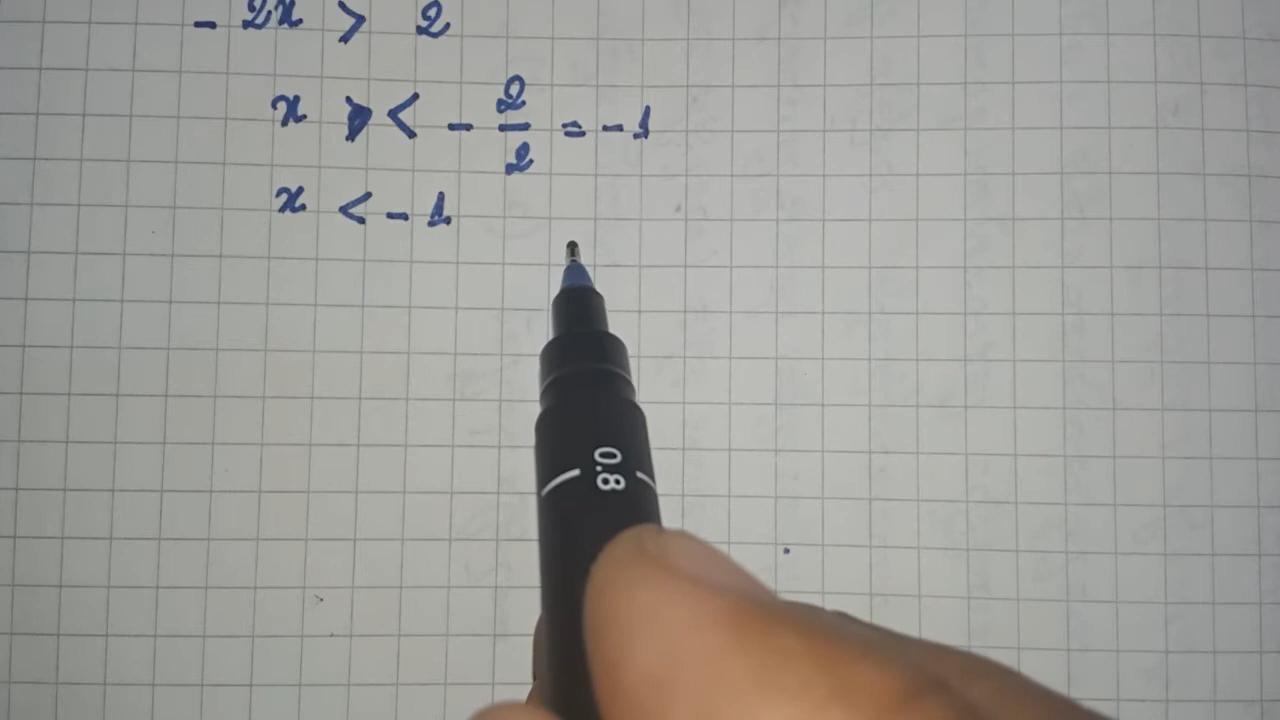 - 2x > 2
x < - 2/2 = -1
x < - 1
0.8